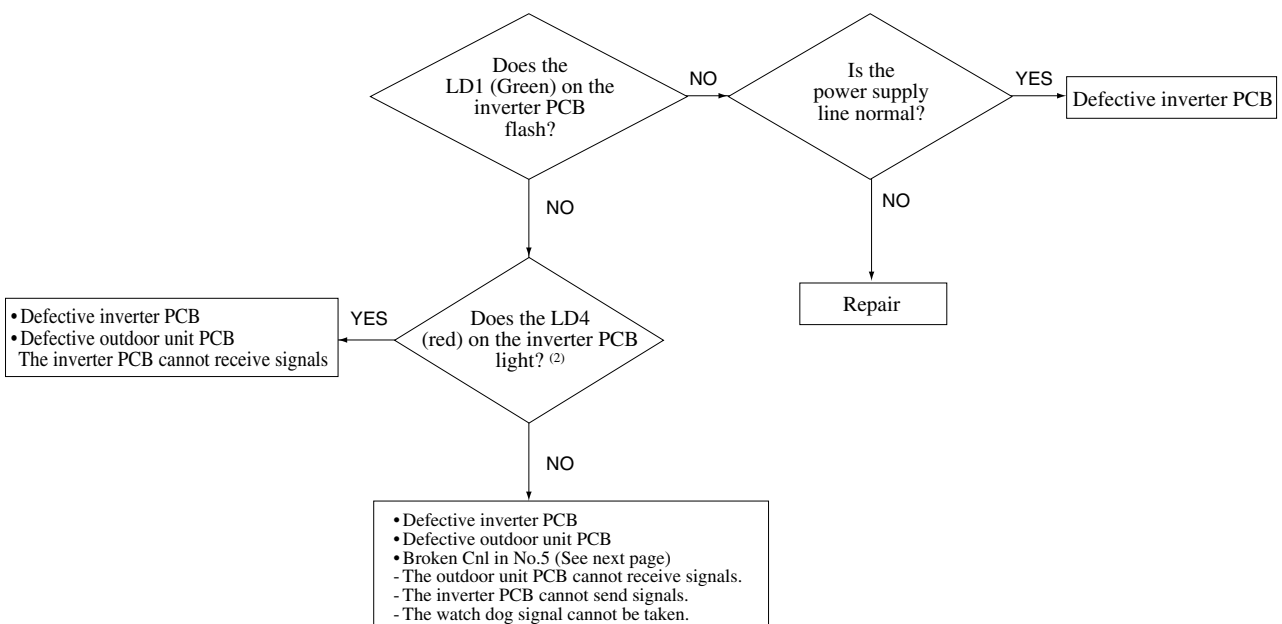 Does the
LD1 (Green) on the
inverter PCB
flash?
NO
Is the
power supply
line normal?
YES
Defective inverter PCB
NO
NO
Repair
• Defective inverter PCB
• Defective outdoor unit PCB
The inverter PCB cannot receive signals
YES
Does the LD4
(red) on the inverter PCB
light? (2)
NO
• Defective inverter PCB
• Defective outdoor unit PCB
• Broken Cnl in No.5 (See next page)
- The outdoor unit PCB cannot receive signals.
- The inverter PCB cannot send signals.
- The watch dog signal cannot be taken.